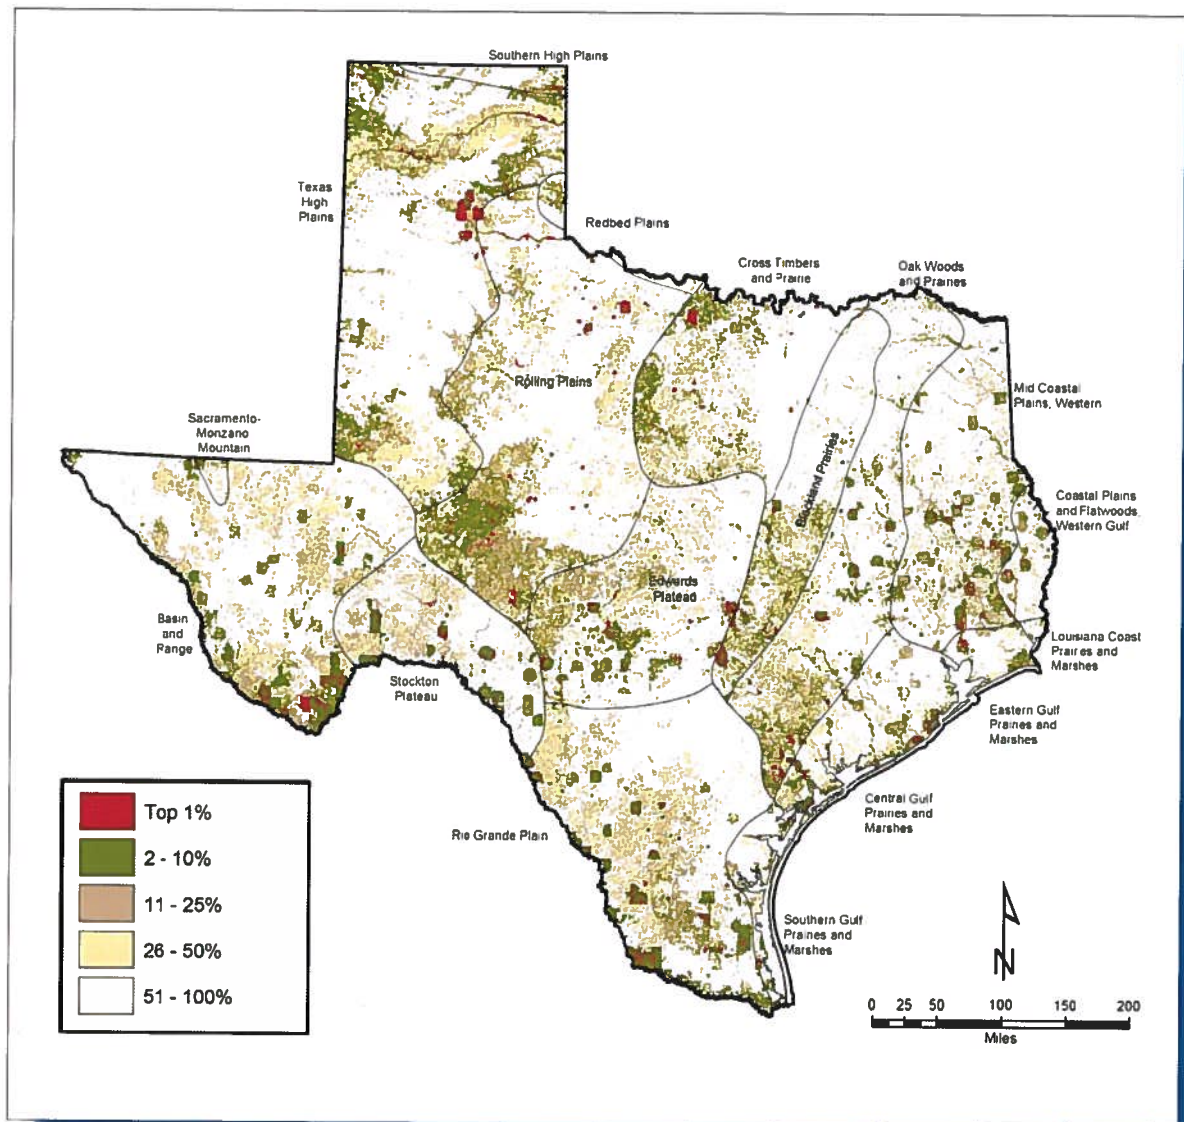 Southern High Plains
Texas
High
Plains
Redbed Plains
Cross Timbers
and Prairie
Oak Woods
and Prairies
Rolling Plains
Mid Coastal
Plains, Western
Sacramento-
Monzano
Mountain
Blackland Prairies
Coastal Plains
and Flatwoods,
Western Gulf
Edwards
Plateau
Basin
and
Range
Louisiana Coast
Prairies and
Marshes
Stockton
Plateau
Eastern Gulf
Prairies and
Marshes
Central Gulf
Prairies and
Marshes
Rio Grande Plain
Southern Gulf
Prairies and
Marshes
Top 1%
2 - 10%
11 - 25%
26 - 50%
51 - 100%
N
0 25 50 100 150 200
Miles